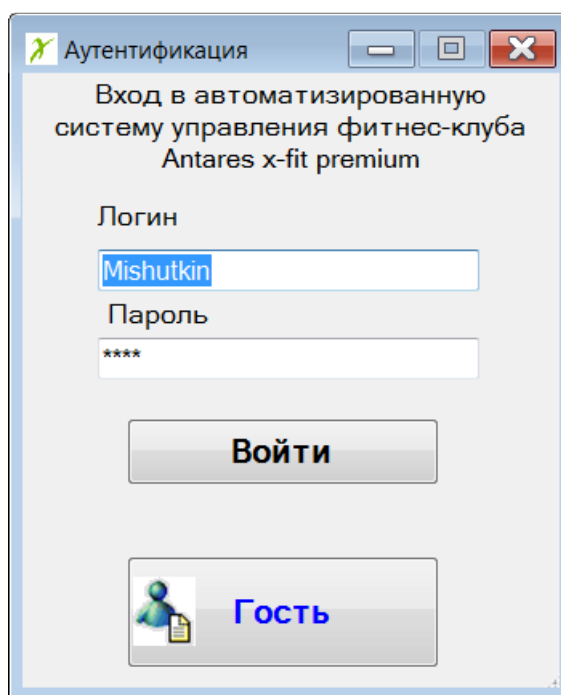 Аутентификация
Вход в автоматизированную
систему управления фитнес-клуба
Antares x-fit premium
Логин
Mishutkin
Пароль
****
Войти
Гость